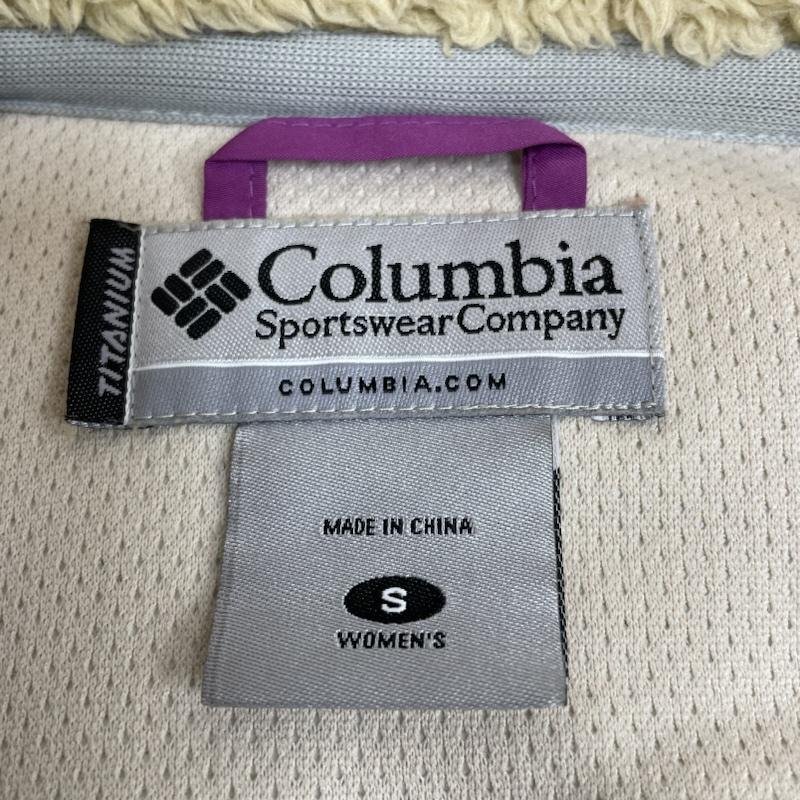 TITANIUM
Columbia
Sportswear Company
COLUMBIA.COM
MADE IN CHINA
S
WOMEN'S